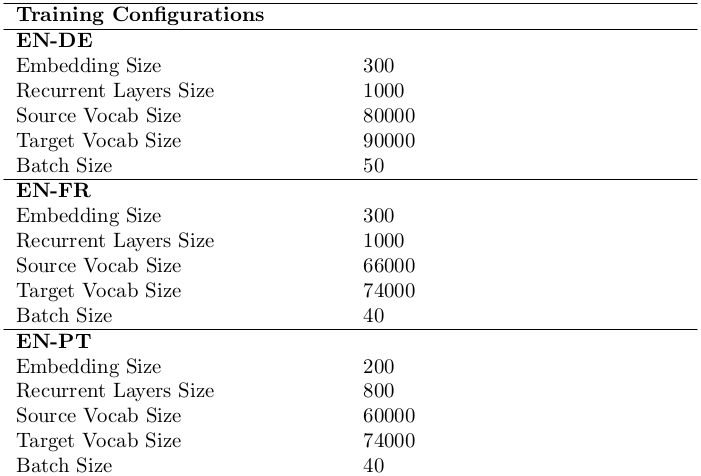 Training Configurations
EN-DE
Embedding Size 300
Recurrent Layers Size 1000
Source Vocab Size 80000
Target Vocab Size 90000
Batch Size 50
EN-FR
Embedding Size 300
Recurrent Layers Size 1000
Source Vocab Size 66000
Target Vocab Size 74000
Batch Size 40
EN-PT
Embedding Size 200
Recurrent Layers Size 800
Source Vocab Size 60000
Target Vocab Size 74000
Batch Size 40